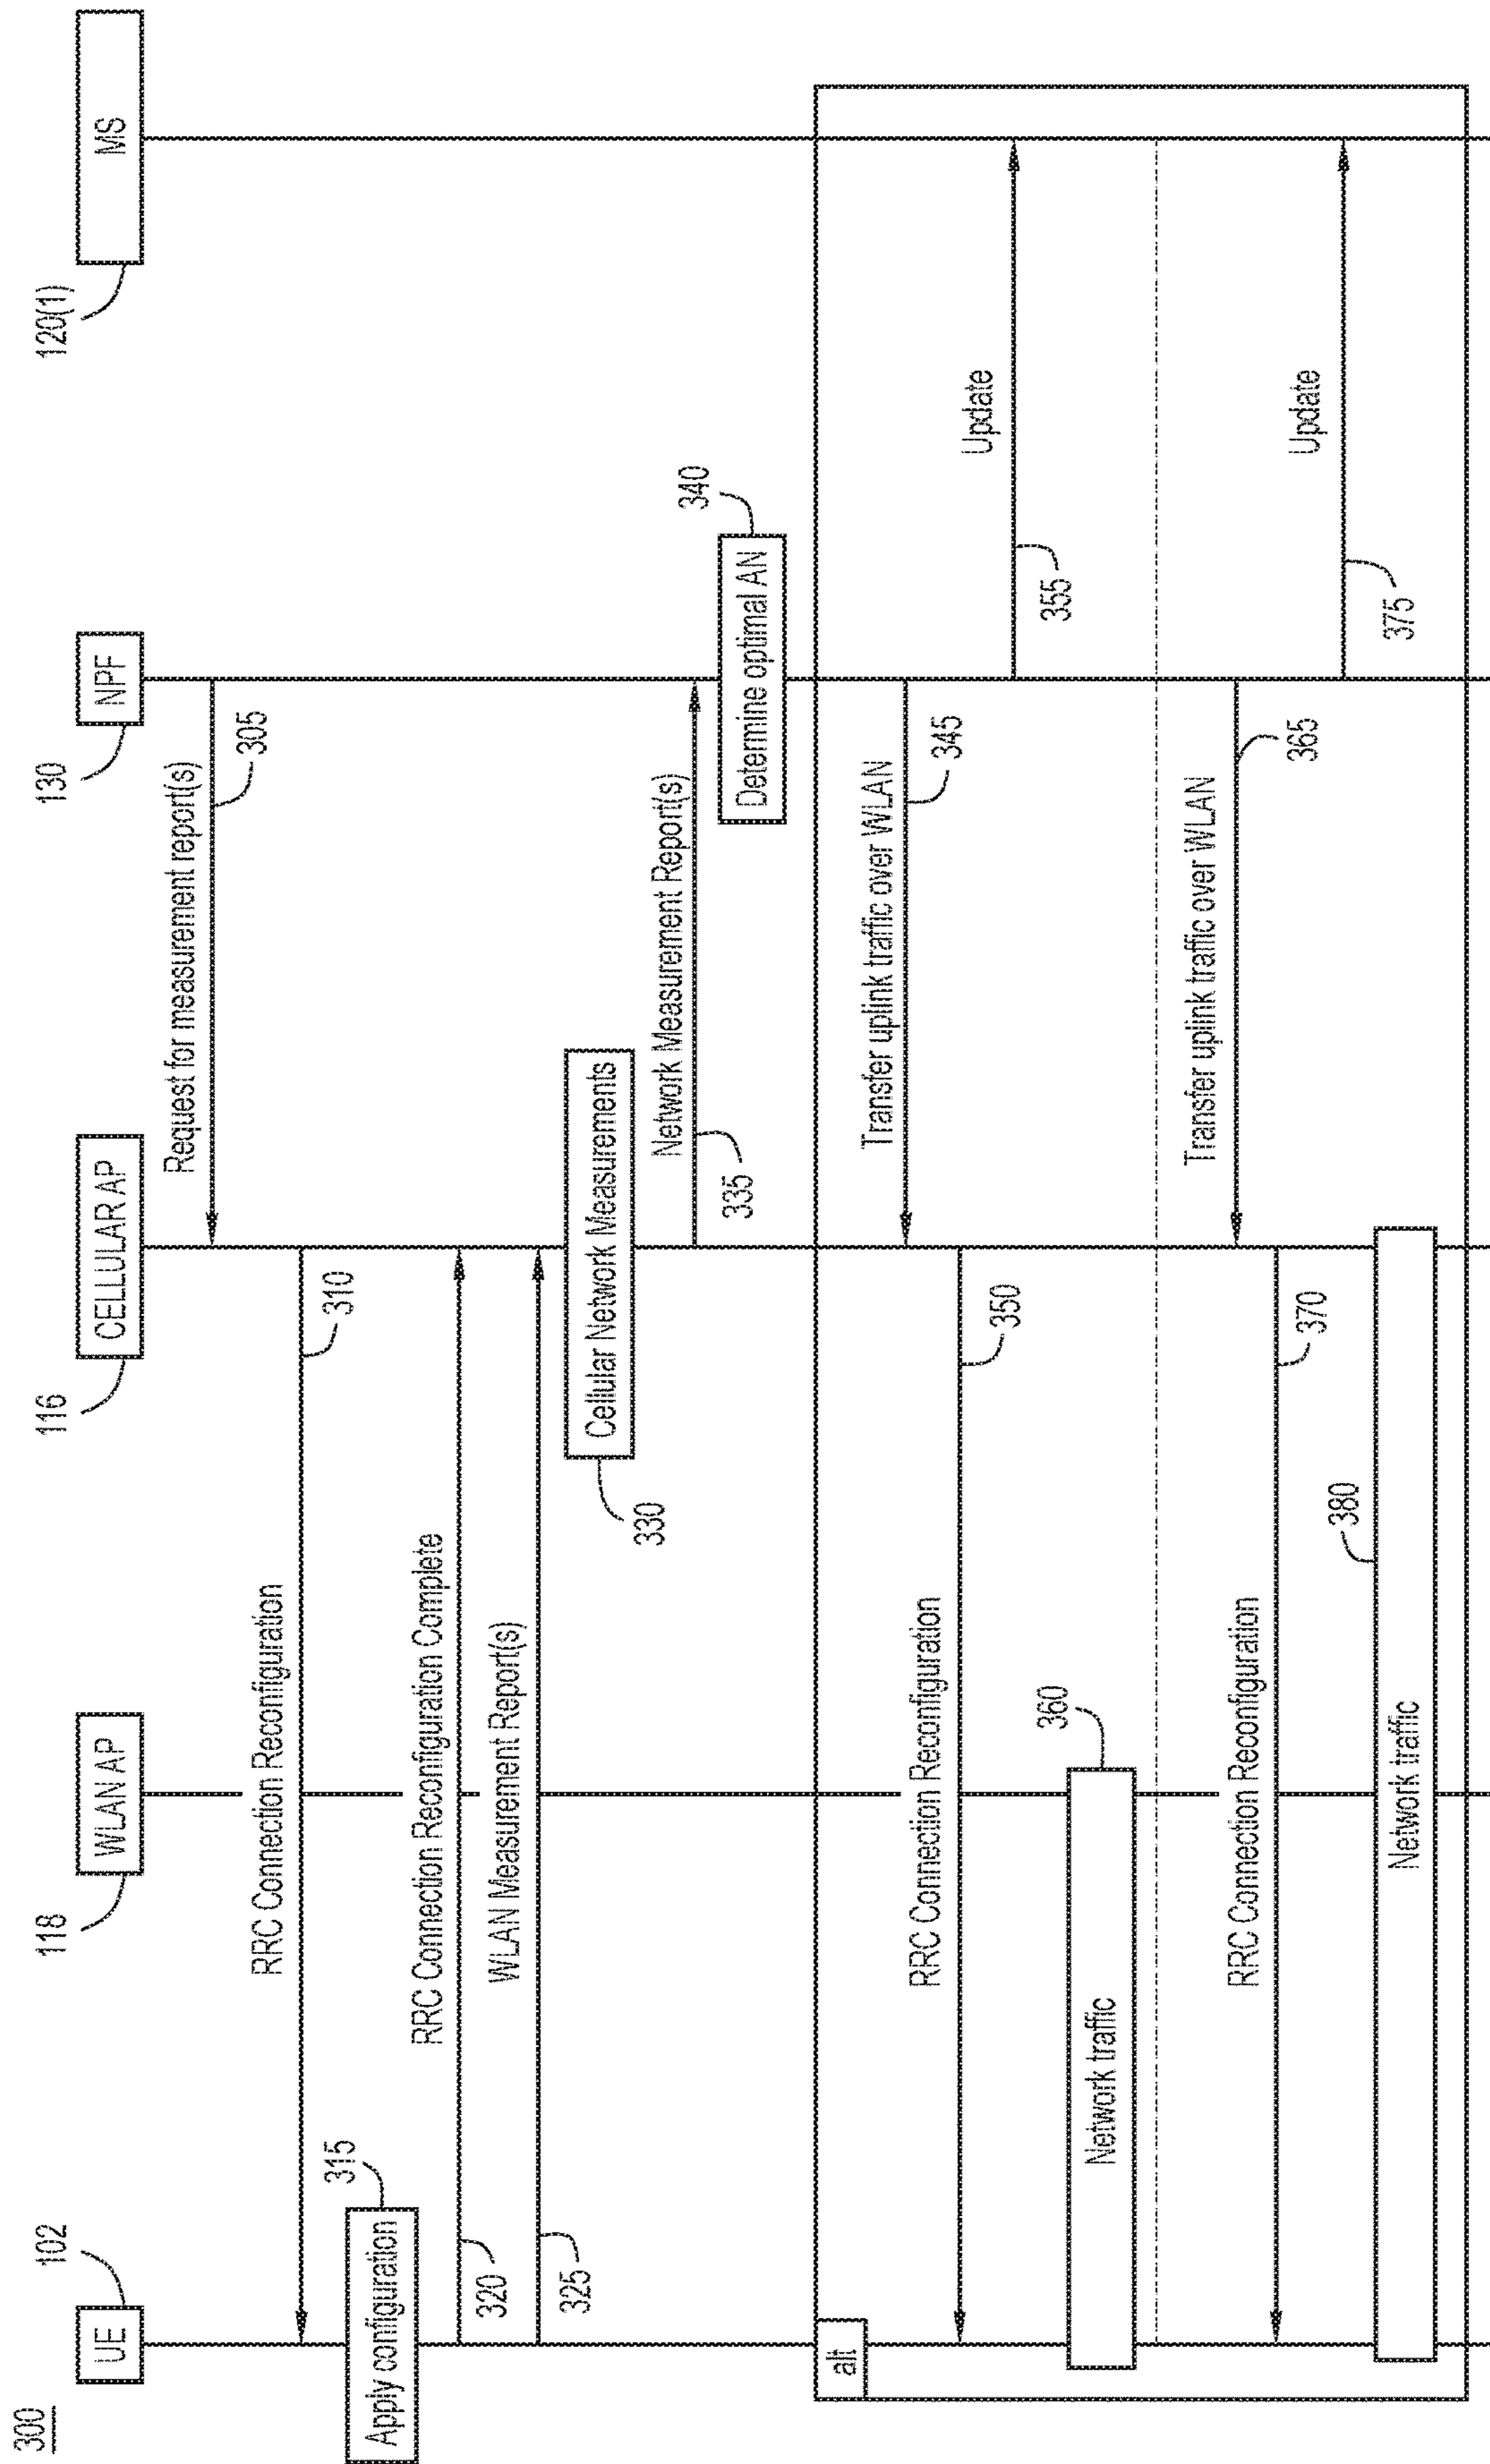 300
UE
102
WLAN AP
118
CELLULAR AP
116
NPF
130
MS
120(1)
Request for measurement report(s)
305
RRC Connection Reconfiguration
310
Apply configuration
315
RRC Connection Reconfiguration Complete
320
WLAN Measurement Report(s)
325
Cellular Network Measurements
330
Network Measurement Report(s)
335
Determine optimal AN
340
alt
Transfer uplink traffic over WLAN
345
RRC Connection Reconfiguration
350
Update
355
Network traffic
360
Transfer uplink traffic over WLAN
365
RRC Connection Reconfiguration
370
Update
375
Network traffic
380